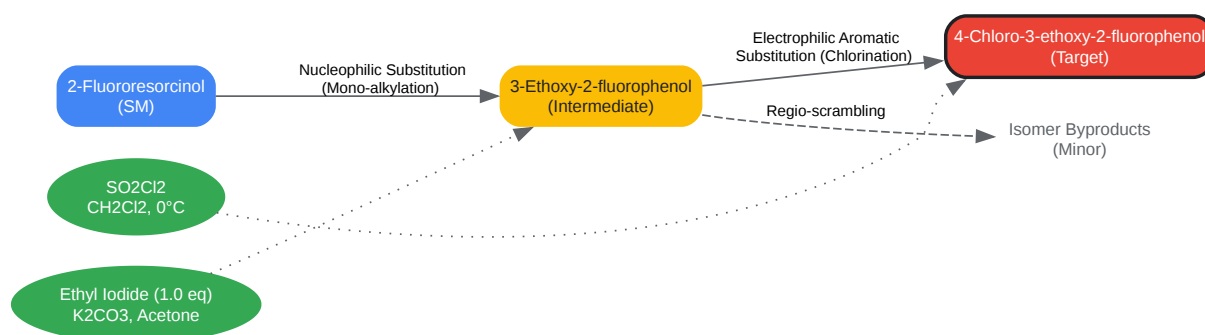 2-Fluororesorcinol
(SM)
Nucleophilic Substitution
(Mono-alkylation)
3-Ethoxy-2-fluorophenol
(Intermediate)
Electrophilic Aromatic
Substitution (Chlorination)
4-Chloro-3-ethoxy-2-fluorophenol
(Target)
Regio-scrambling
Isomer Byproducts
(Minor)
SO2Cl2
CH2Cl2, 0°C
Ethyl Iodide (1.0 eq)
K2CO3, Acetone